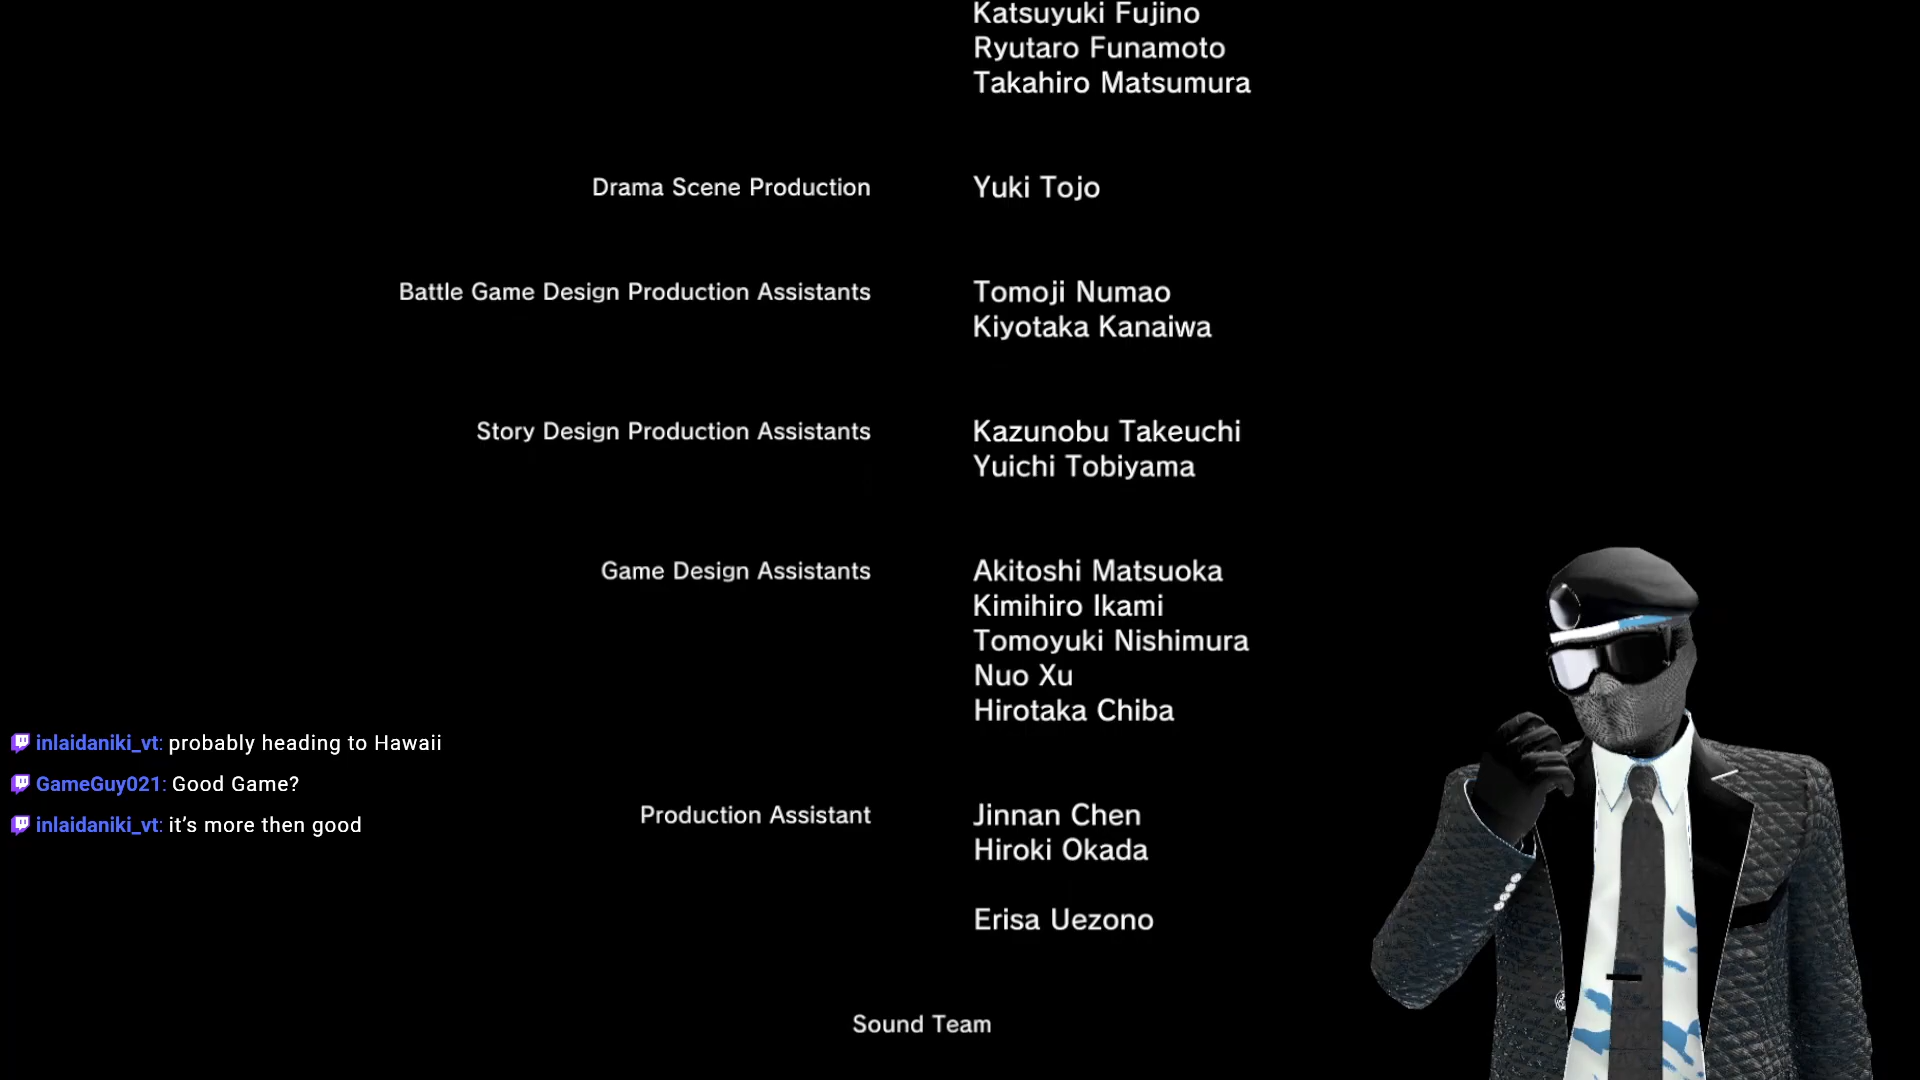 Katsuyuki Fujino
Ryutaro Funamoto
Takahiro Matsumura
Drama Scene Production Yuki Tojo
Battle Game Design Production Assistants Tomoji Numao
Kiyotaka Kanaiwa
Story Design Production Assistants Kazunobu Takeuchi
Yuichi Tobiyama
Game Design Assistants Akitoshi Matsuoka
Kimihiro Ikami
Tomoyuki Nishimura
Nuo Xu
Hirotaka Chiba
Production Assistant Jinnan Chen
Hiroki Okada
Erisa Uezono
Sound Team
inlaidaniki_vt: probably heading to Hawaii
GameGuy021: Good Game?
inlaidaniki_vt: it’s more then good